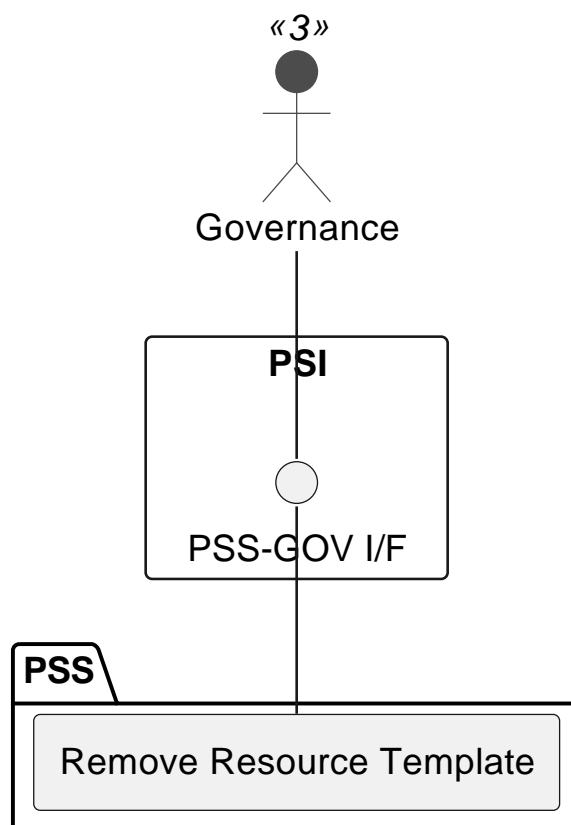 «3»
Governance
PSI
PSS-GOV I/F
PSS
Remove Resource Template